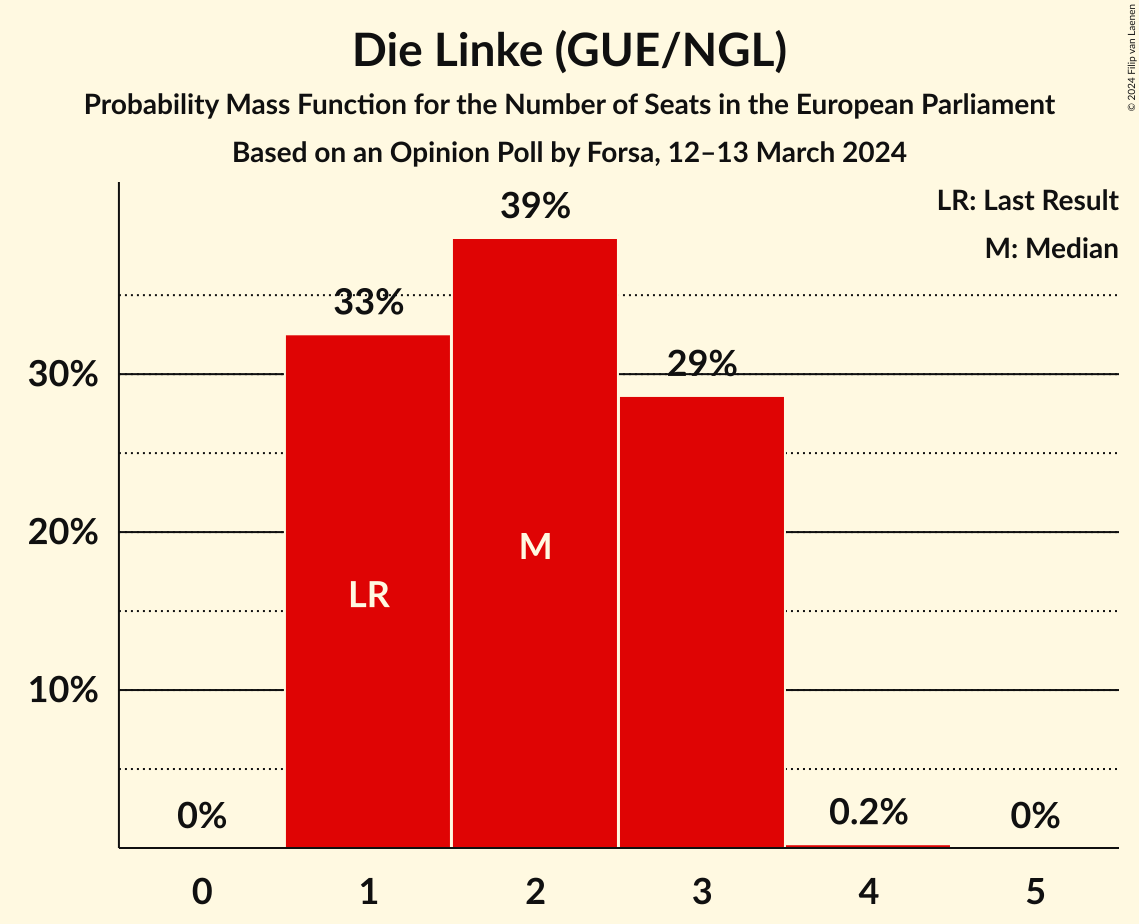 Die Linke (GUE/NGL)
Probability Mass Function for the Number of Seats in the European Parliament
Based on an Opinion Poll by Forsa, 12–13 March 2024
© 2024 Filip van Laenen
LR: Last Result
M: Median
39%
33%
29%
30%
20%
10%
LR
M
0%
0.2%
0%
0 1 2 3 4 5